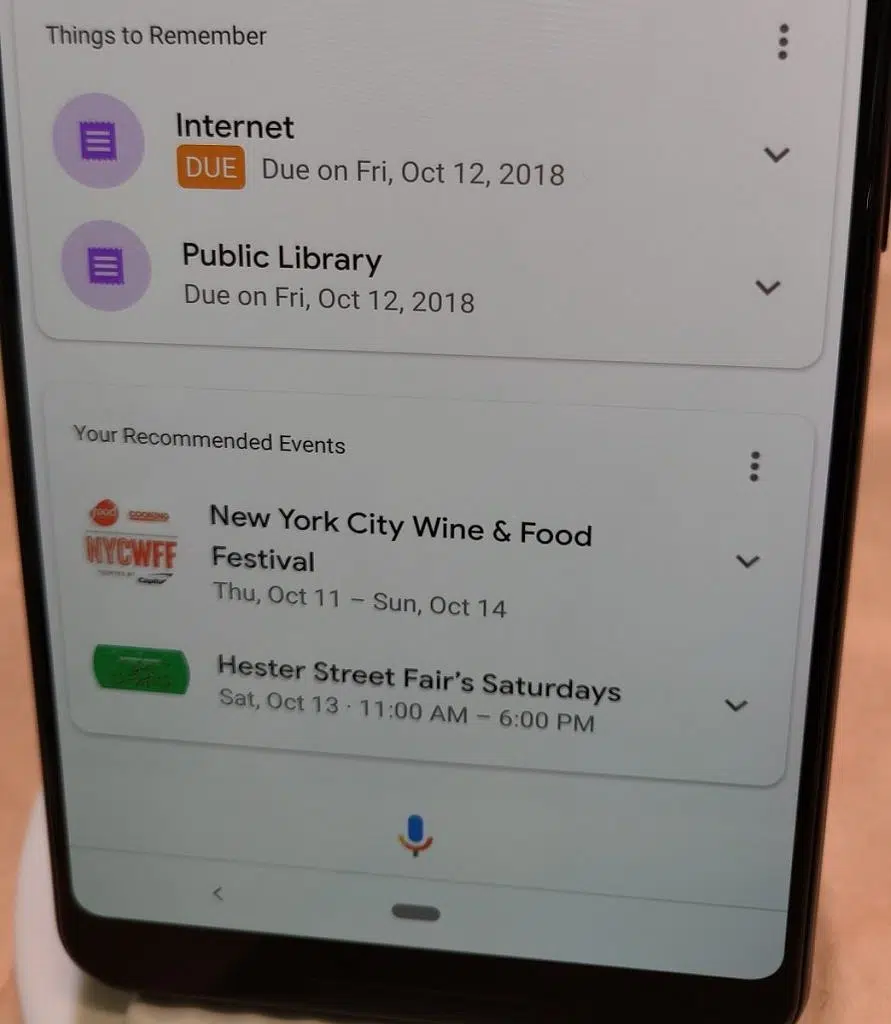 Things to Remember
Internet
DUE Due on Fri, Oct 12, 2018
Public Library
Due on Fri, Oct 12, 2018
Your Recommended Events
food COOKING
NYCWFF
New York City Wine & Food
Festival
Thu, Oct 11 – Sun, Oct 14
Hester Street Fair's Saturdays
Sat, Oct 13 · 11:00 AM – 6:00 PM